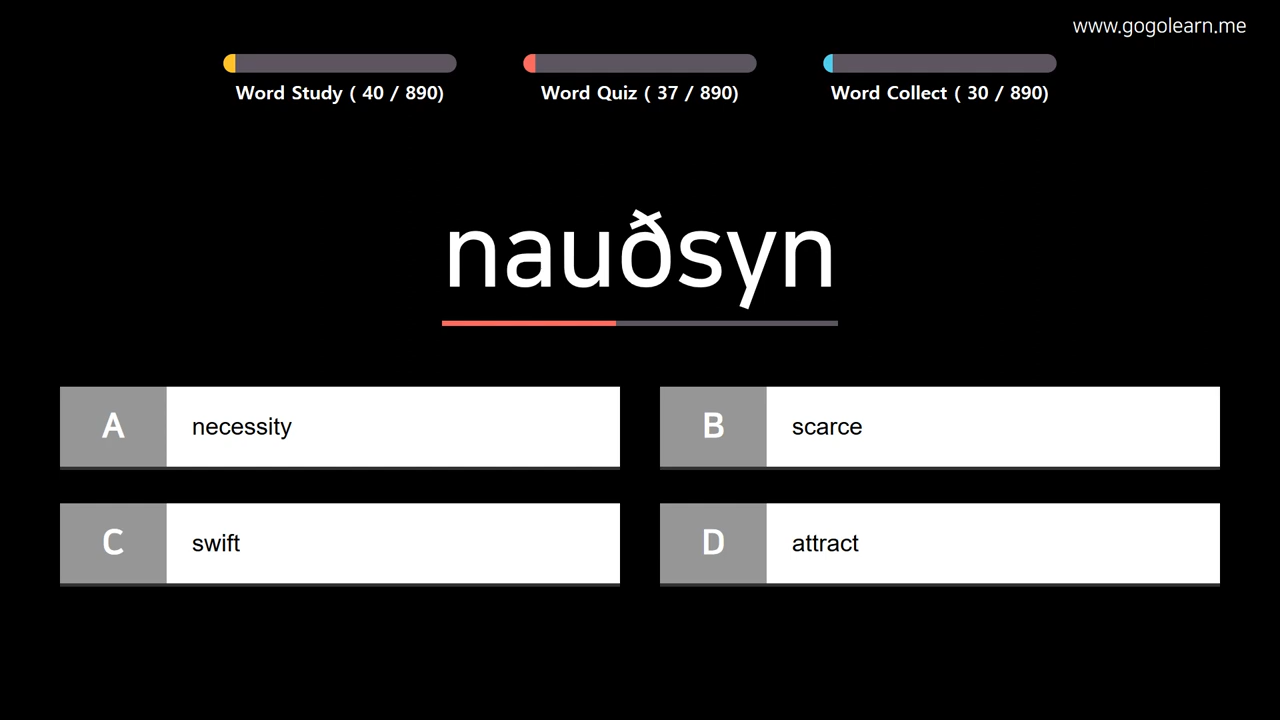 www.gogolearn.me
Word Study ( 40 / 890)
Word Quiz ( 37 / 890)
Word Collect ( 30 / 890)
nauðsyn
A necessity
B scarce
C swift
D attract